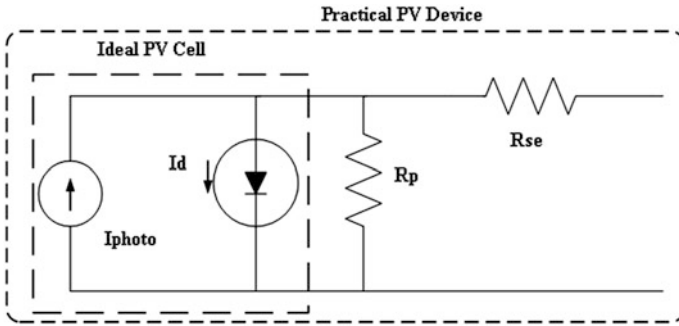 Practical PV Device
Ideal PV Cell
Rse
Id
Rp
Iphoto